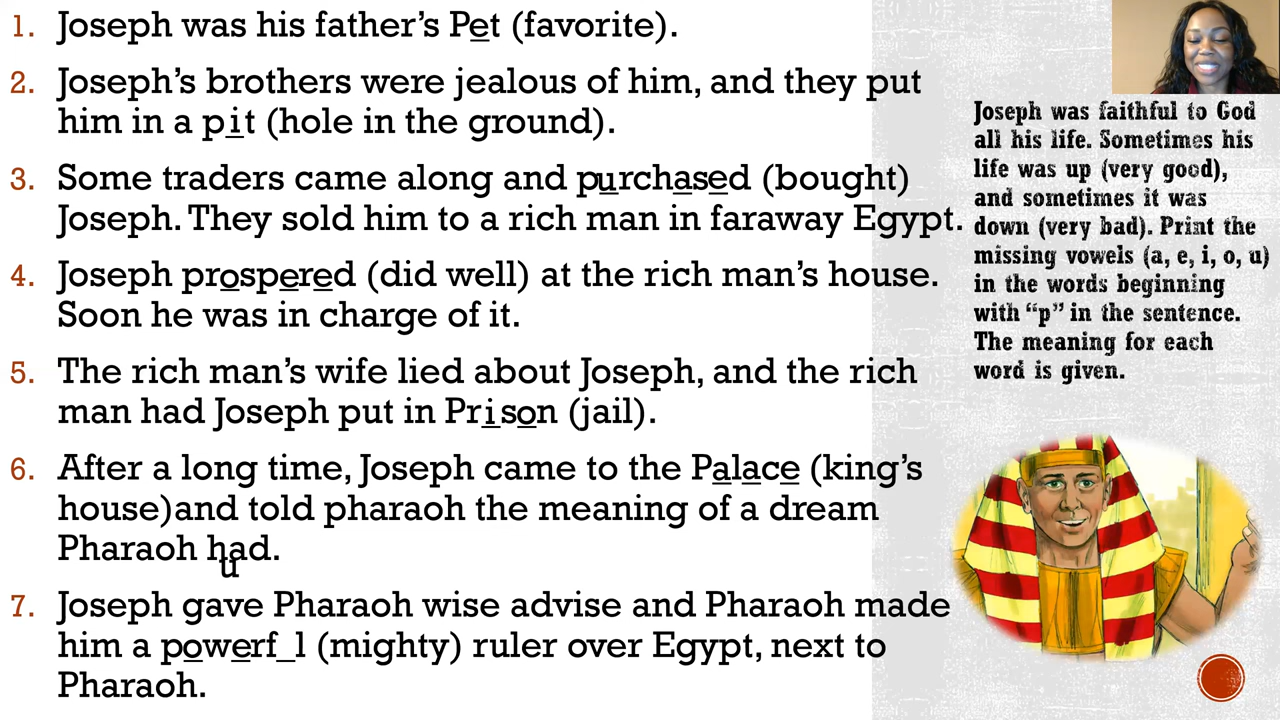 1. Joseph was his father's Pet (favorite).
2. Joseph's brothers were jealous of him, and they put
him in a pit (hole in the ground).
3. Some traders came along and purchased (bought)
Joseph. They sold him to a rich man in faraway Egypt.
4. Joseph prospered (did well) at the rich man's house.
Soon he was in charge of it.
5. The rich man's wife lied about Joseph, and the rich
man had Joseph put in Prison (jail).
6. After a long time, Joseph came to the Palace (king's
house)and told pharaoh the meaning of a dream
Pharaoh had.
u
7. Joseph gave Pharaoh wise advise and Pharaoh made
him a powerf_l (mighty) ruler over Egypt, next to
Pharaoh.
Joseph was faithful to God
all his life. Sometimes his
life was up (very good),
and sometimes it was
down (very bad). Print the
missing vowels (a, e, i, o, u)
in the words beginning
with "p" in the sentence.
The meaning for each
word is given.